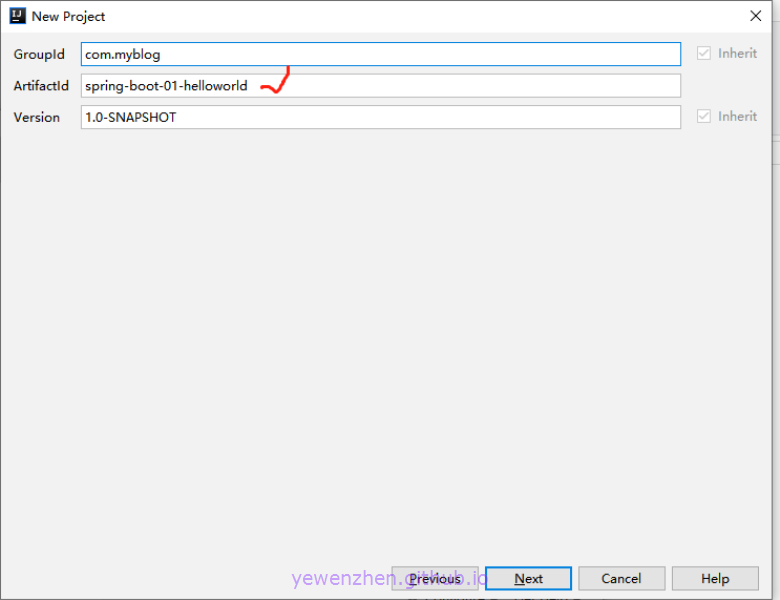 New Project
GroupId com.myblog Inherit
ArtifactId spring-boot-01-helloworld
Version 1.0-SNAPSHOT Inherit
yewenzhen.github.io
Previous Next Cancel Help